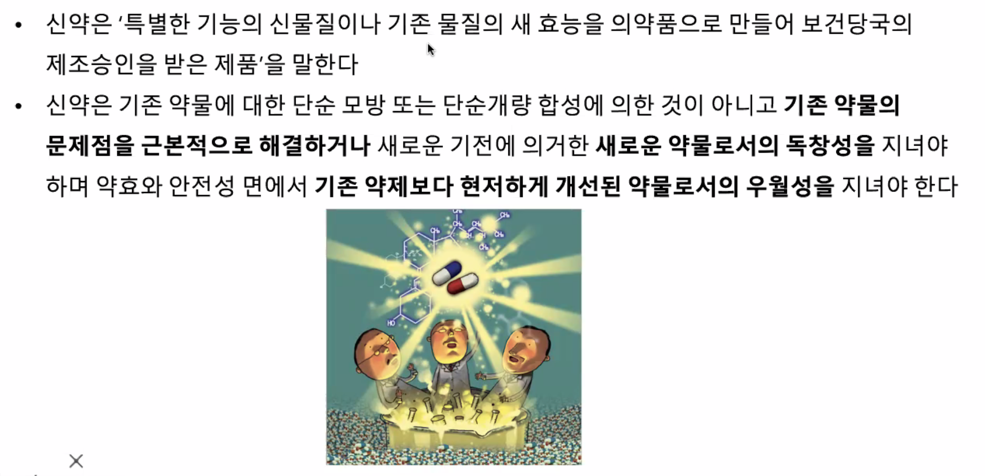 • 신약은 ‘특별한 기능의 신물질이나 기존 물질의 새 효능을 의약품으로 만들어 보건당국의
제조승인을 받은 제품’을 말한다
• 신약은 기존 약물에 대한 단순 모방 또는 단순개량 합성에 의한 것이 아니고 기존 약물의
문제점을 근본적으로 해결하거나 새로운 기전에 의거한 새로운 약물로서의 독창성을 지녀야
하며 약효와 안전성 면에서 기존 약제보다 현저하게 개선된 약물로서의 우월성을 지녀야 한다
CH₃
HO